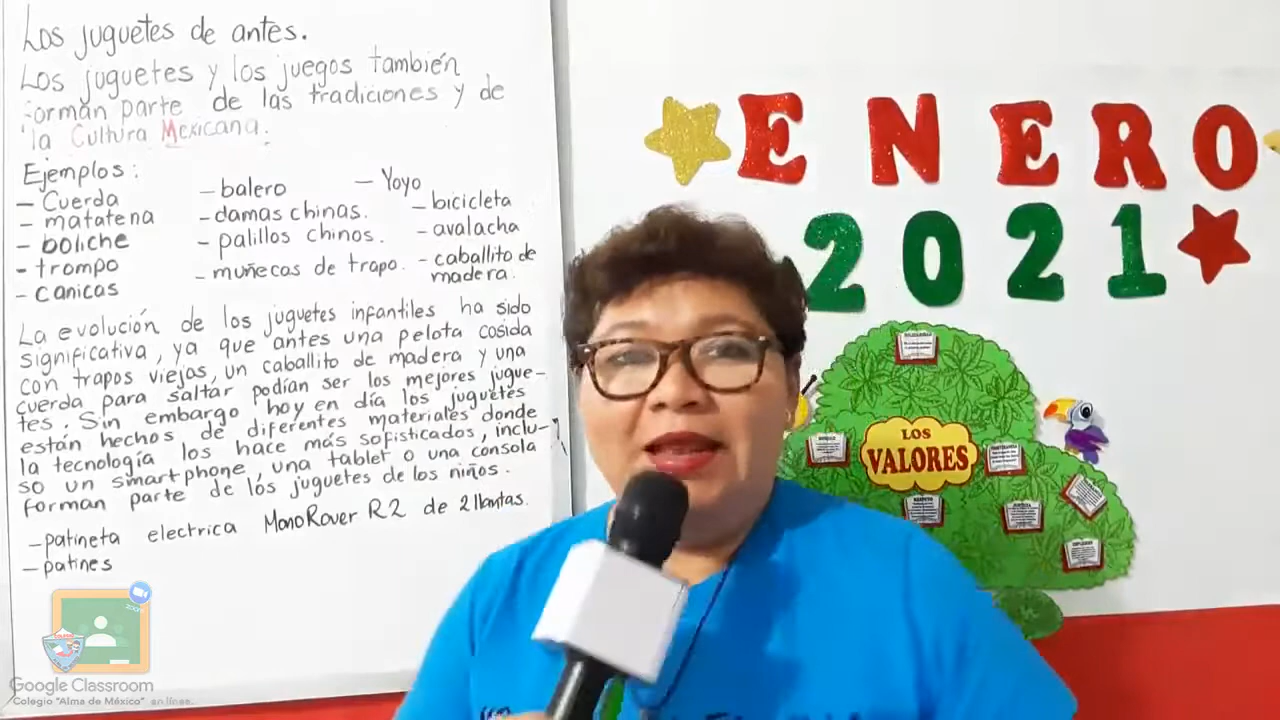 Los juguetes de antes.
Los juguetes y los juegos también
forman parte de las tradiciones y de
la Cultura Mexicana.
Ejemplos:
- Cuerda
- matatena
- boliche
- trompo
- canicas
- balero
- damas chinas.
- palillos chinos.
- muñecas de trapo.
- Yoyo
- bicicleta
- avalacha
- caballito de
madera.
La evolución de los juguetes infantiles ha sido
significativa, ya que antes una pelota cosida
con trapos viejas, un caballito de madera y una
cuerda para saltar podían ser los mejores jugue-
tes. Sin embargo hoy en día los juguetes
están hechos de diferentes materiales donde
la tecnología los hace más sofisticados, inclu-
so un smartphone, una tablet o una consola
forman parte de los juguetes de los niños.
- patineta electrica MonoRover R2 de 2 llantas.
- patines
ENERO
2021
LOS
VALORES
zoom
Google Classroom
Colegio "Alma de México" en línea..